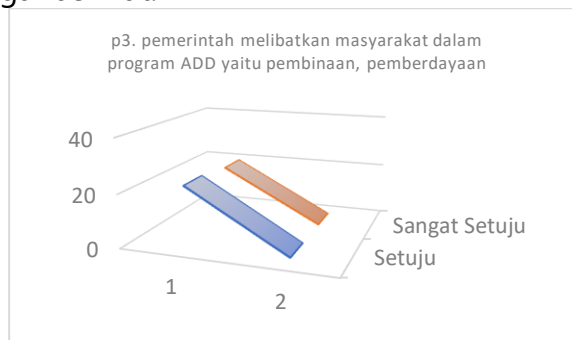 p3. pemerintah melibatkan masyarakat dalam
program ADD yaitu pembinaan, pemberdayaan
40
20
0
Sangat Setuju
Setuju
1
2